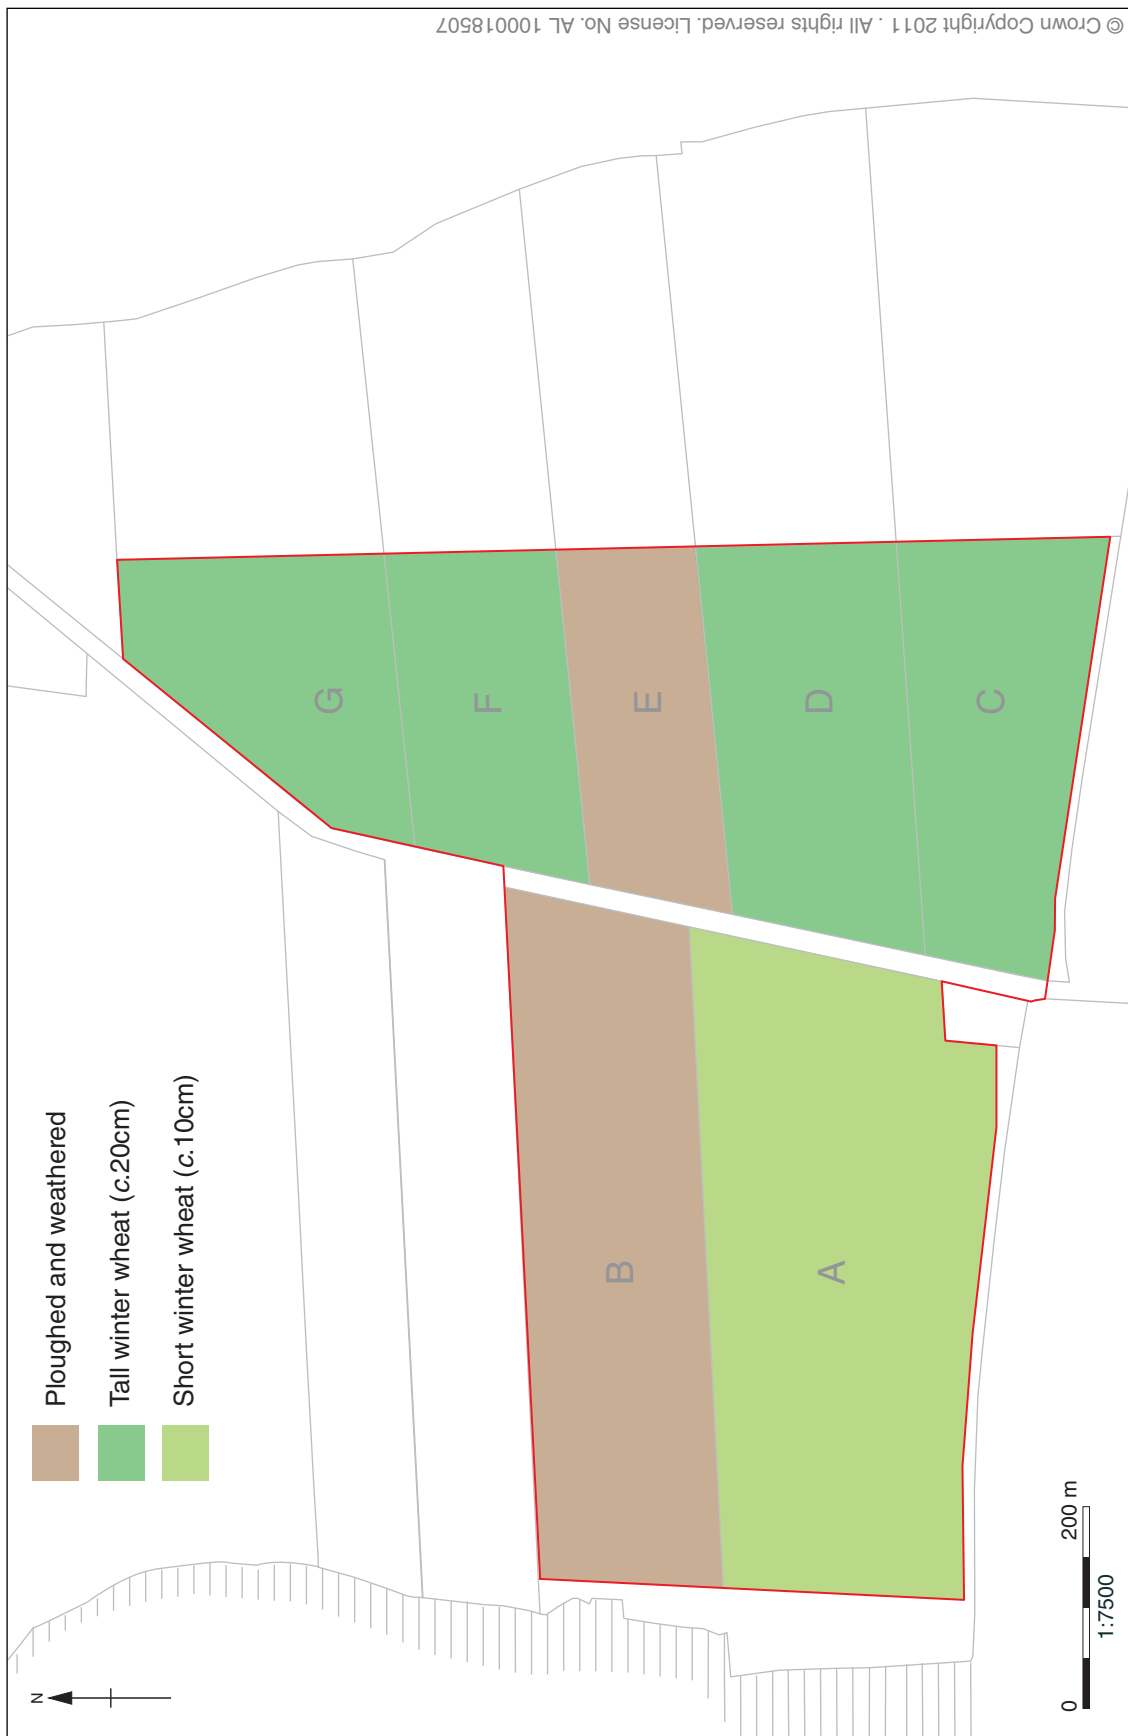 N
Ploughed and weathered
Tall winter wheat (c.20cm)
Short winter wheat (c.10cm)
G
F
B
E
A
D
C
0 200 m
1:7500
© Crown Copyright 2011 . All rights reserved. License No. AL 100018507